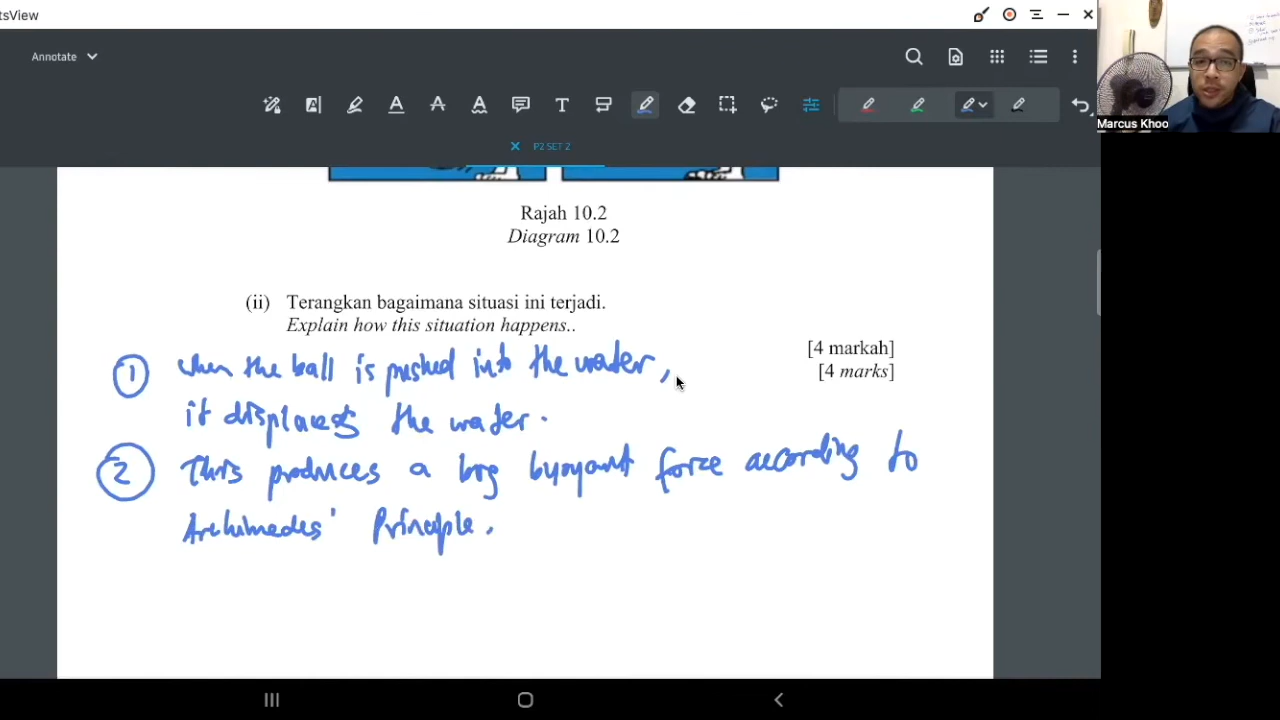 tsView
Annotate
Marcus Khoo
P2 SET 2
Rajah 10.2
Diagram 10.2
(ii) Terangkan bagaimana situasi ini terjadi.
Explain how this situation happens..
[4 markah]
[4 marks]
1 when the ball is pushed into the water,
it displaces the water.
2 This produces a big buoyant force according to
Archimedes' Principle.